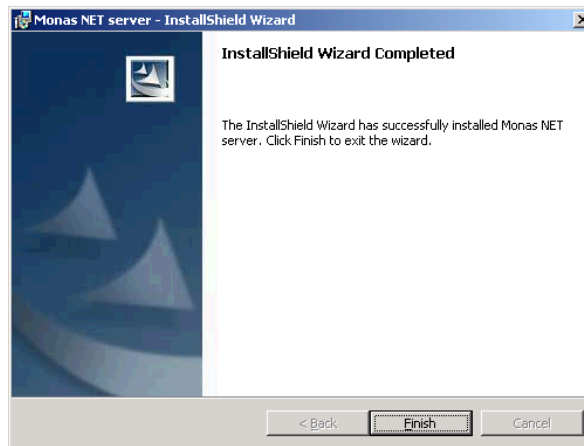 Monas NET server - InstallShield Wizard
InstallShield Wizard Completed
The InstallShield Wizard has successfully installed Monas NET
server. Click Finish to exit the wizard.
< Back Finish Cancel